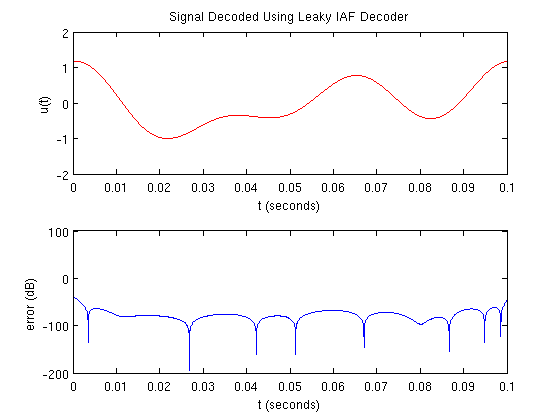 Signal Decoded Using Leaky IAF Decoder
2
1
0
-1
-2
u(t)
0 0.01 0.02 0.03 0.04 0.05 0.06 0.07 0.08 0.09 0.1
t (seconds)
100
0
-100
-200
error (dB)
0 0.01 0.02 0.03 0.04 0.05 0.06 0.07 0.08 0.09 0.1
t (seconds)